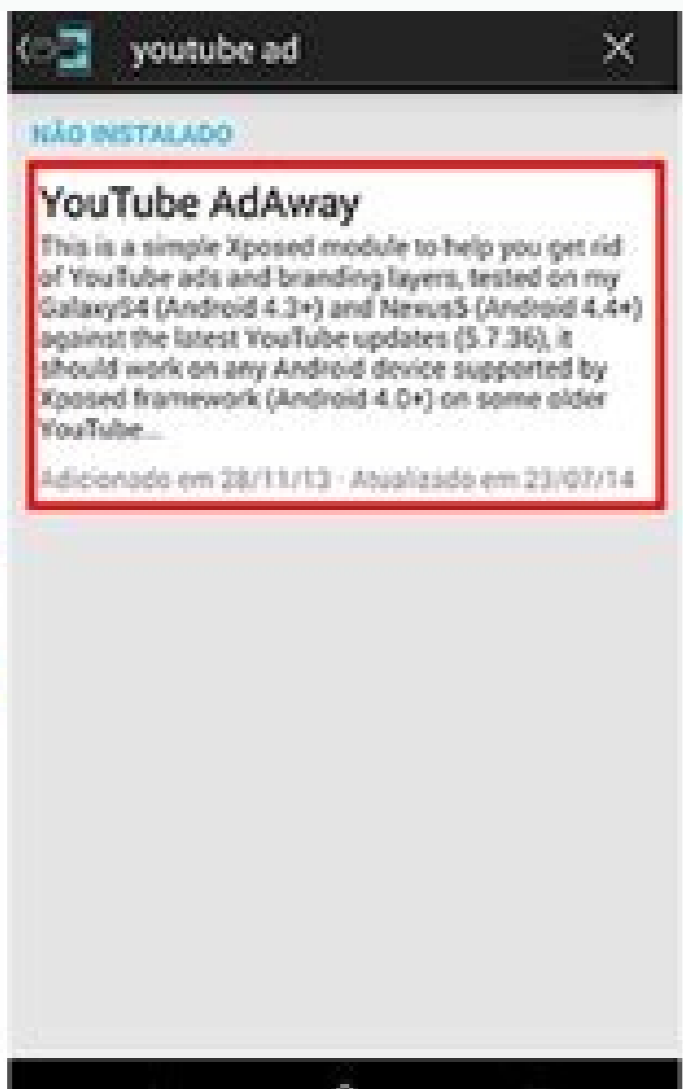 youtube ad
NÃO INSTALADO
YouTube AdAway
This is a simple Xposed module to help you get rid
of YouTube ads and branding layers, tested on my
GalaxyS4 (Android 4.3+) and Nexus5 (Android 4.4+)
against the latest YouTube updates (5.7.36), it
should work on any Android device supported by
Xposed framework (Android 4.0+) on some older
YouTube...
Adicionado em 28/11/13 · Atualizado em 23/07/14